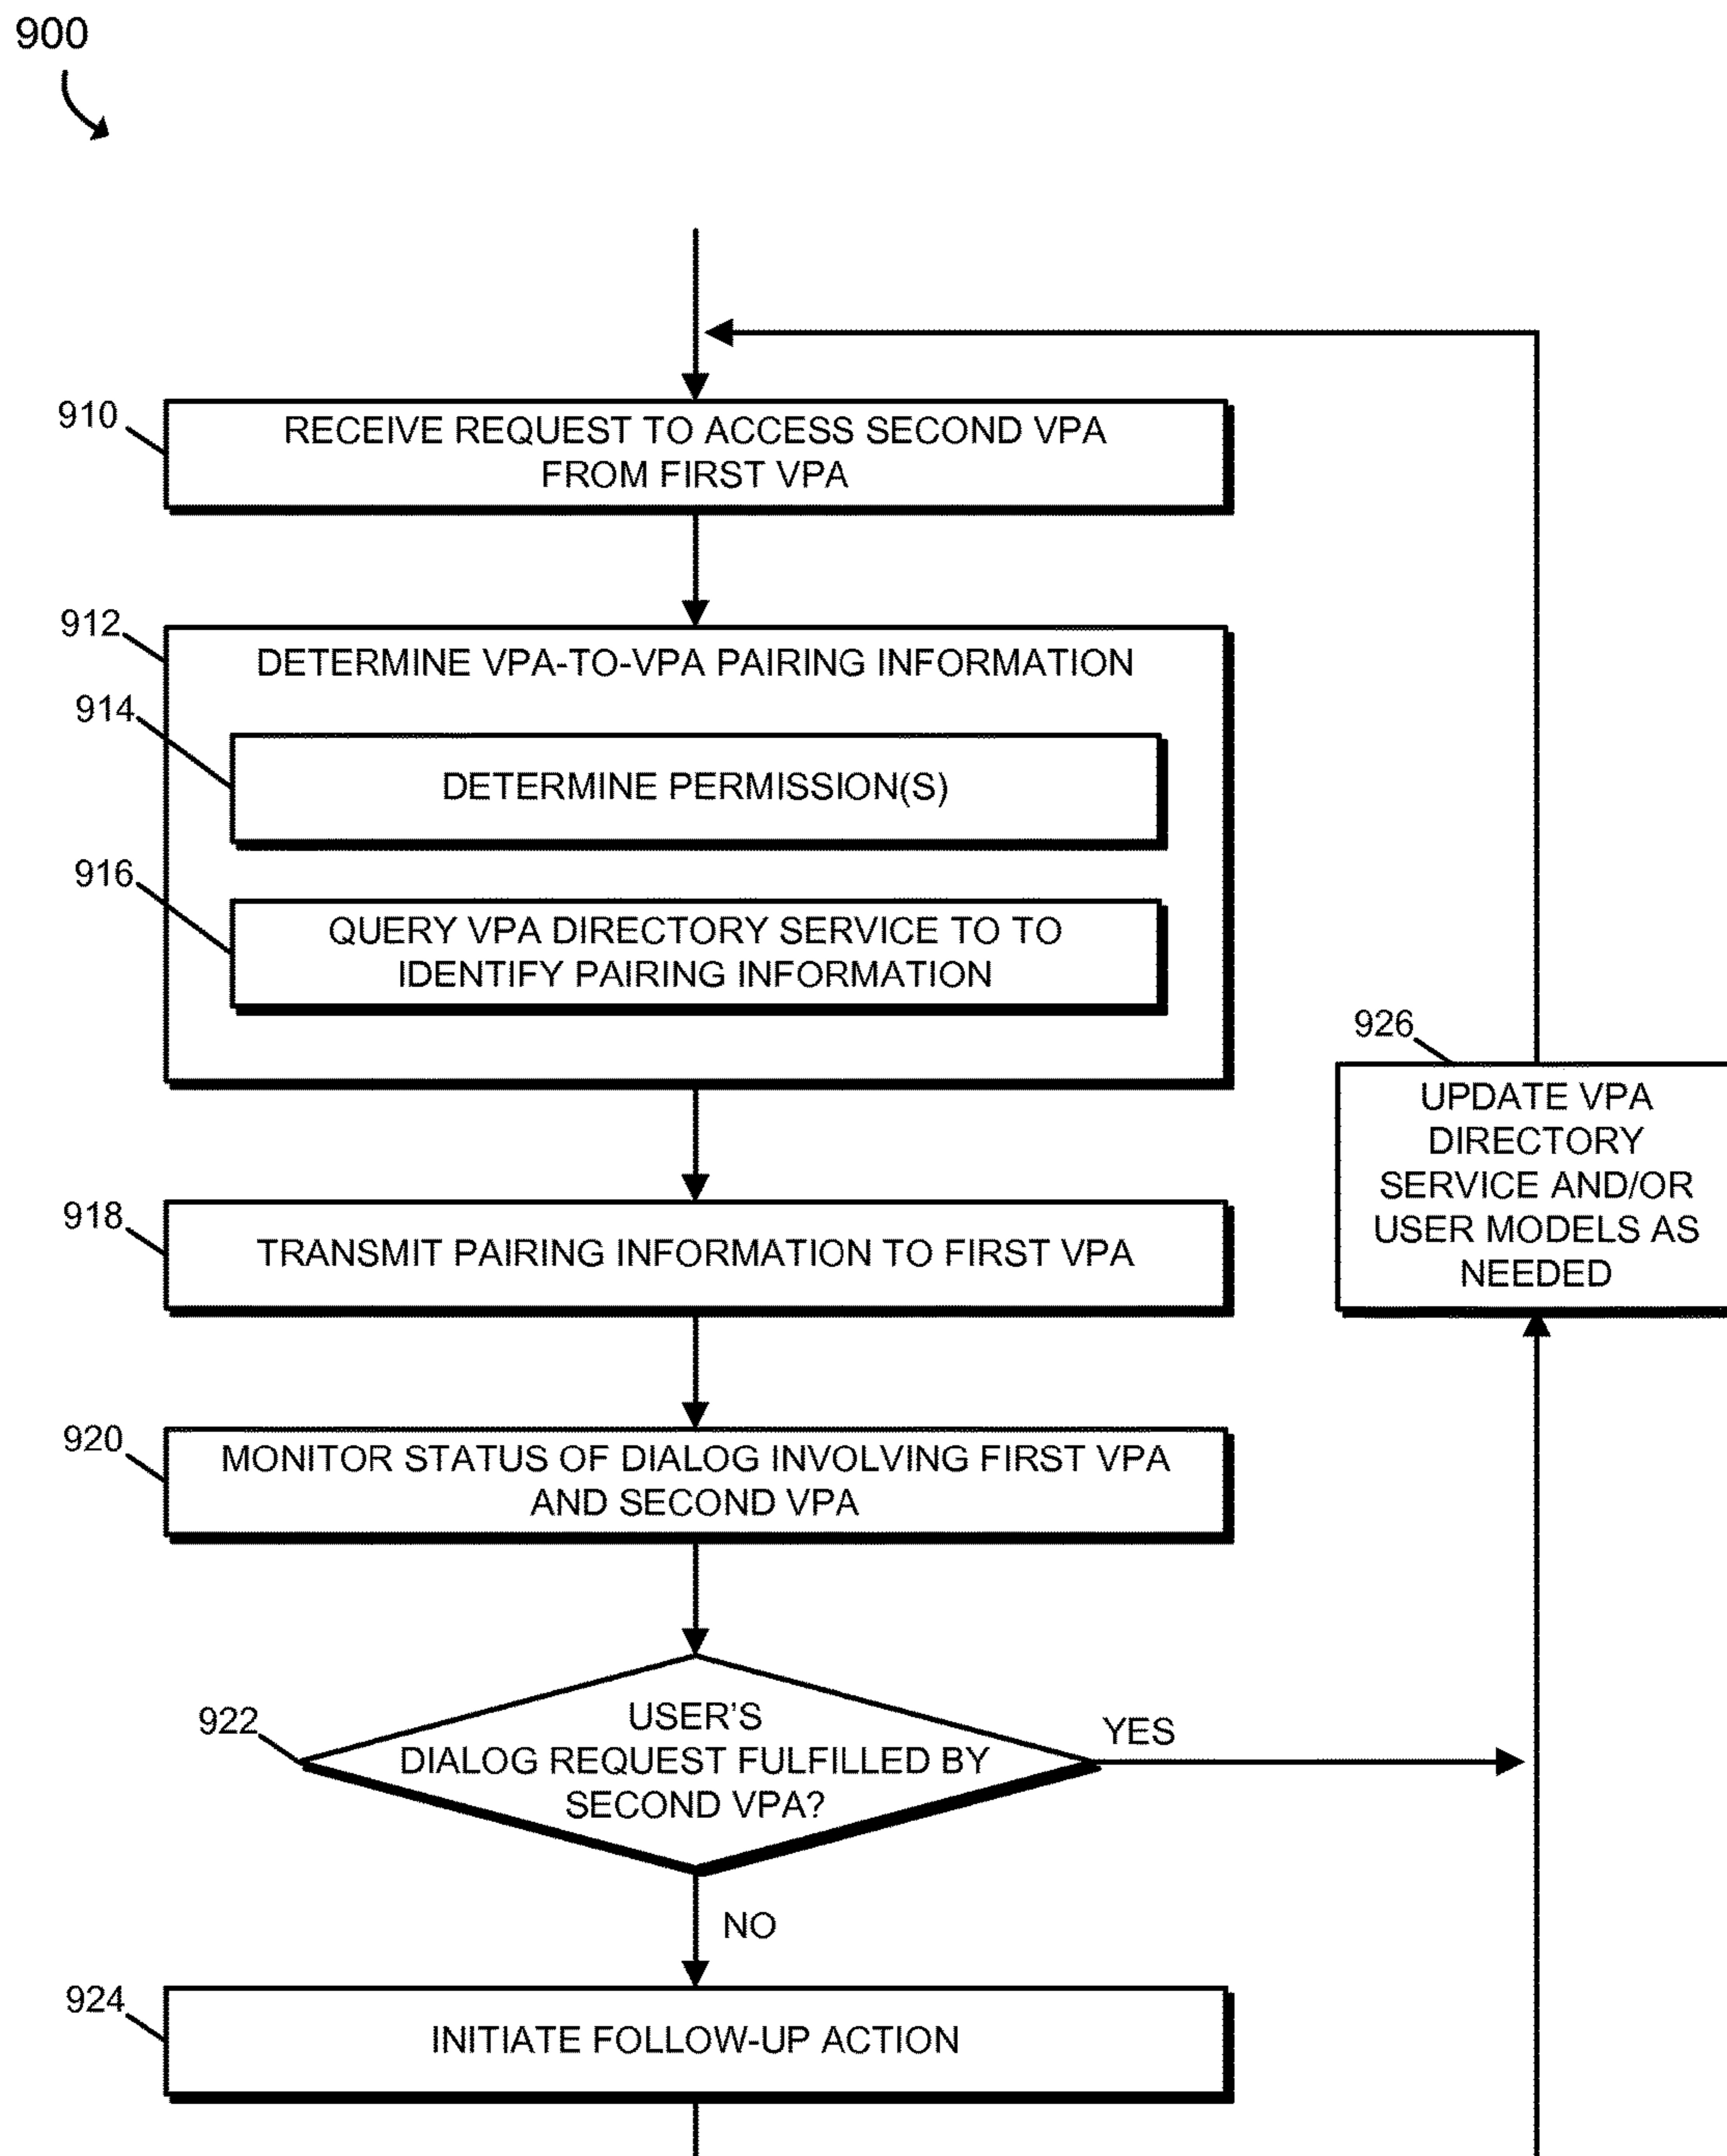 900
910
RECEIVE REQUEST TO ACCESS SECOND VPA
FROM FIRST VPA
912
DETERMINE VPA-TO-VPA PAIRING INFORMATION
914
DETERMINE PERMISSION(S)
916
QUERY VPA DIRECTORY SERVICE TO TO
IDENTIFY PAIRING INFORMATION
926
UPDATE VPA
DIRECTORY
SERVICE AND/OR
USER MODELS AS
NEEDED
918
TRANSMIT PAIRING INFORMATION TO FIRST VPA
920
MONITOR STATUS OF DIALOG INVOLVING FIRST VPA
AND SECOND VPA
922
USER'S
DIALOG REQUEST FULFILLED BY
SECOND VPA?
YES
NO
924
INITIATE FOLLOW-UP ACTION